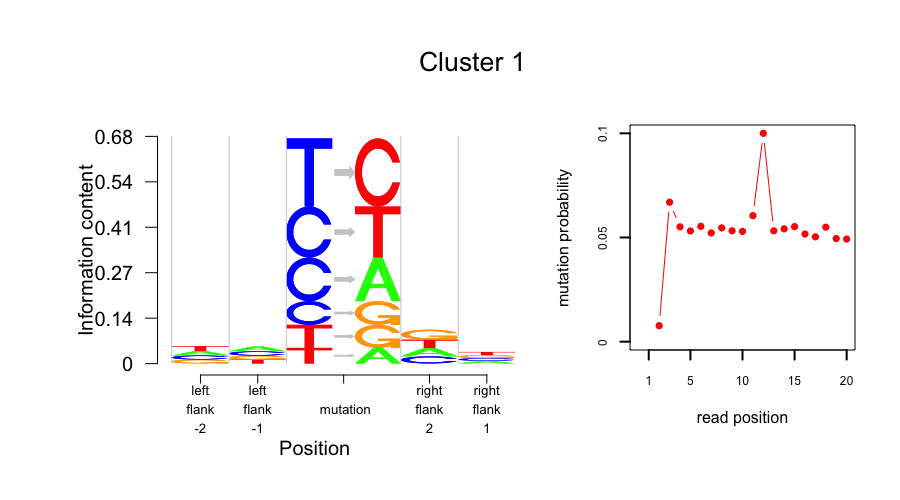 Cluster 1
Information content
0.68
0.54
0.41
0.27
0.14
0
T C
C T
C A
C G
T G
T A
left
flank
-2
left
flank
-1
mutation
right
flank
2
right
flank
1
Position
mutation probability
0.1
0.05
0
1 5 10 15 20
read position